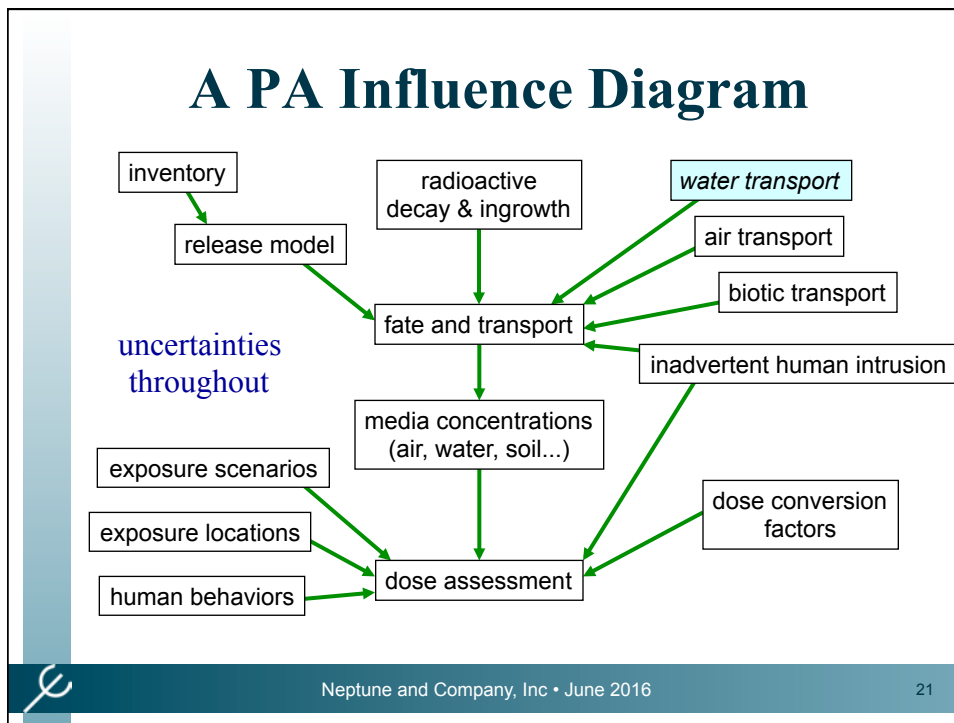 A PA Influence Diagram
inventory
radioactive
decay & ingrowth
water transport
release model
air transport
biotic transport
fate and transport
uncertainties
throughout
inadvertent human intrusion
media concentrations
(air, water, soil...)
exposure scenarios
dose conversion
factors
exposure locations
dose assessment
human behaviors
Neptune and Company, Inc • June 2016
21